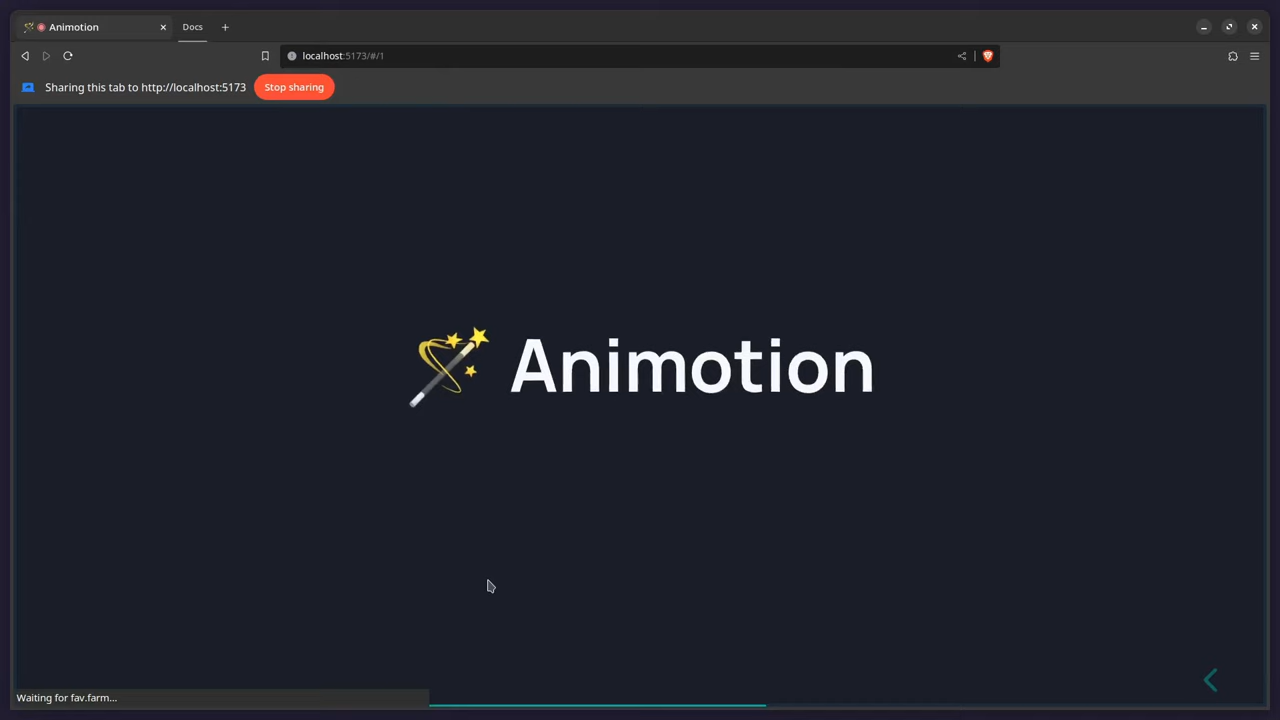 Animotion
Docs
localhost:5173/#/1
Sharing this tab to http://localhost:5173
Stop sharing
Animotion
Waiting for fav.farm...